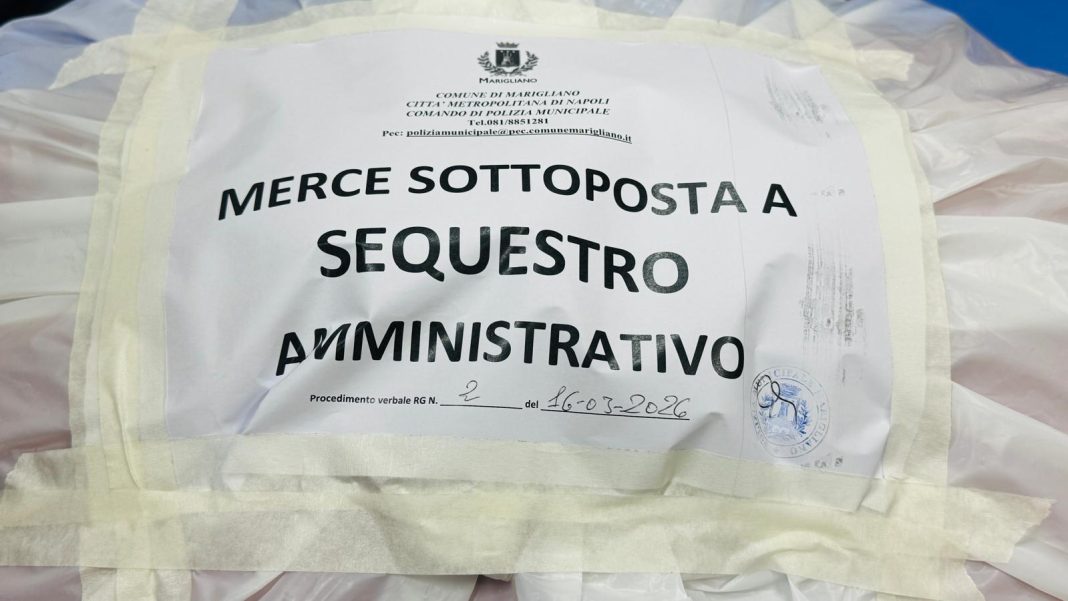 MARIGLIANO
COMUNE DI MARIGLIANO
CITTA' METROPOLITANA DI NAPOLI
COMANDO DI POLIZIA MUNICIPALE
Tel.081/8851281
Pec: poliziamunicipale@pec.comunemarigliano.it
MERCE SOTTOPOSTA A
SEQUESTRO
AMMINISTRATIVO
Procedimento verbale RG N. 2 del 16-03-2026